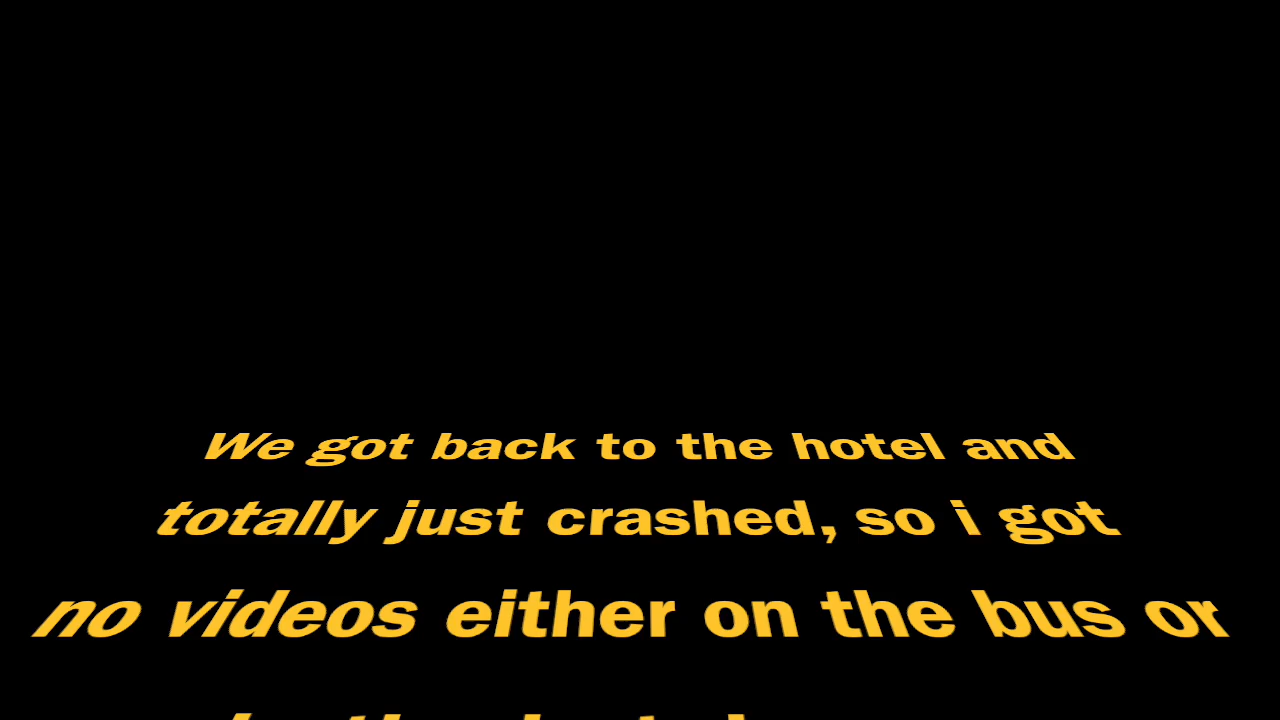 We got back to the hotel and
totally just crashed, so i got
no videos either on the bus or